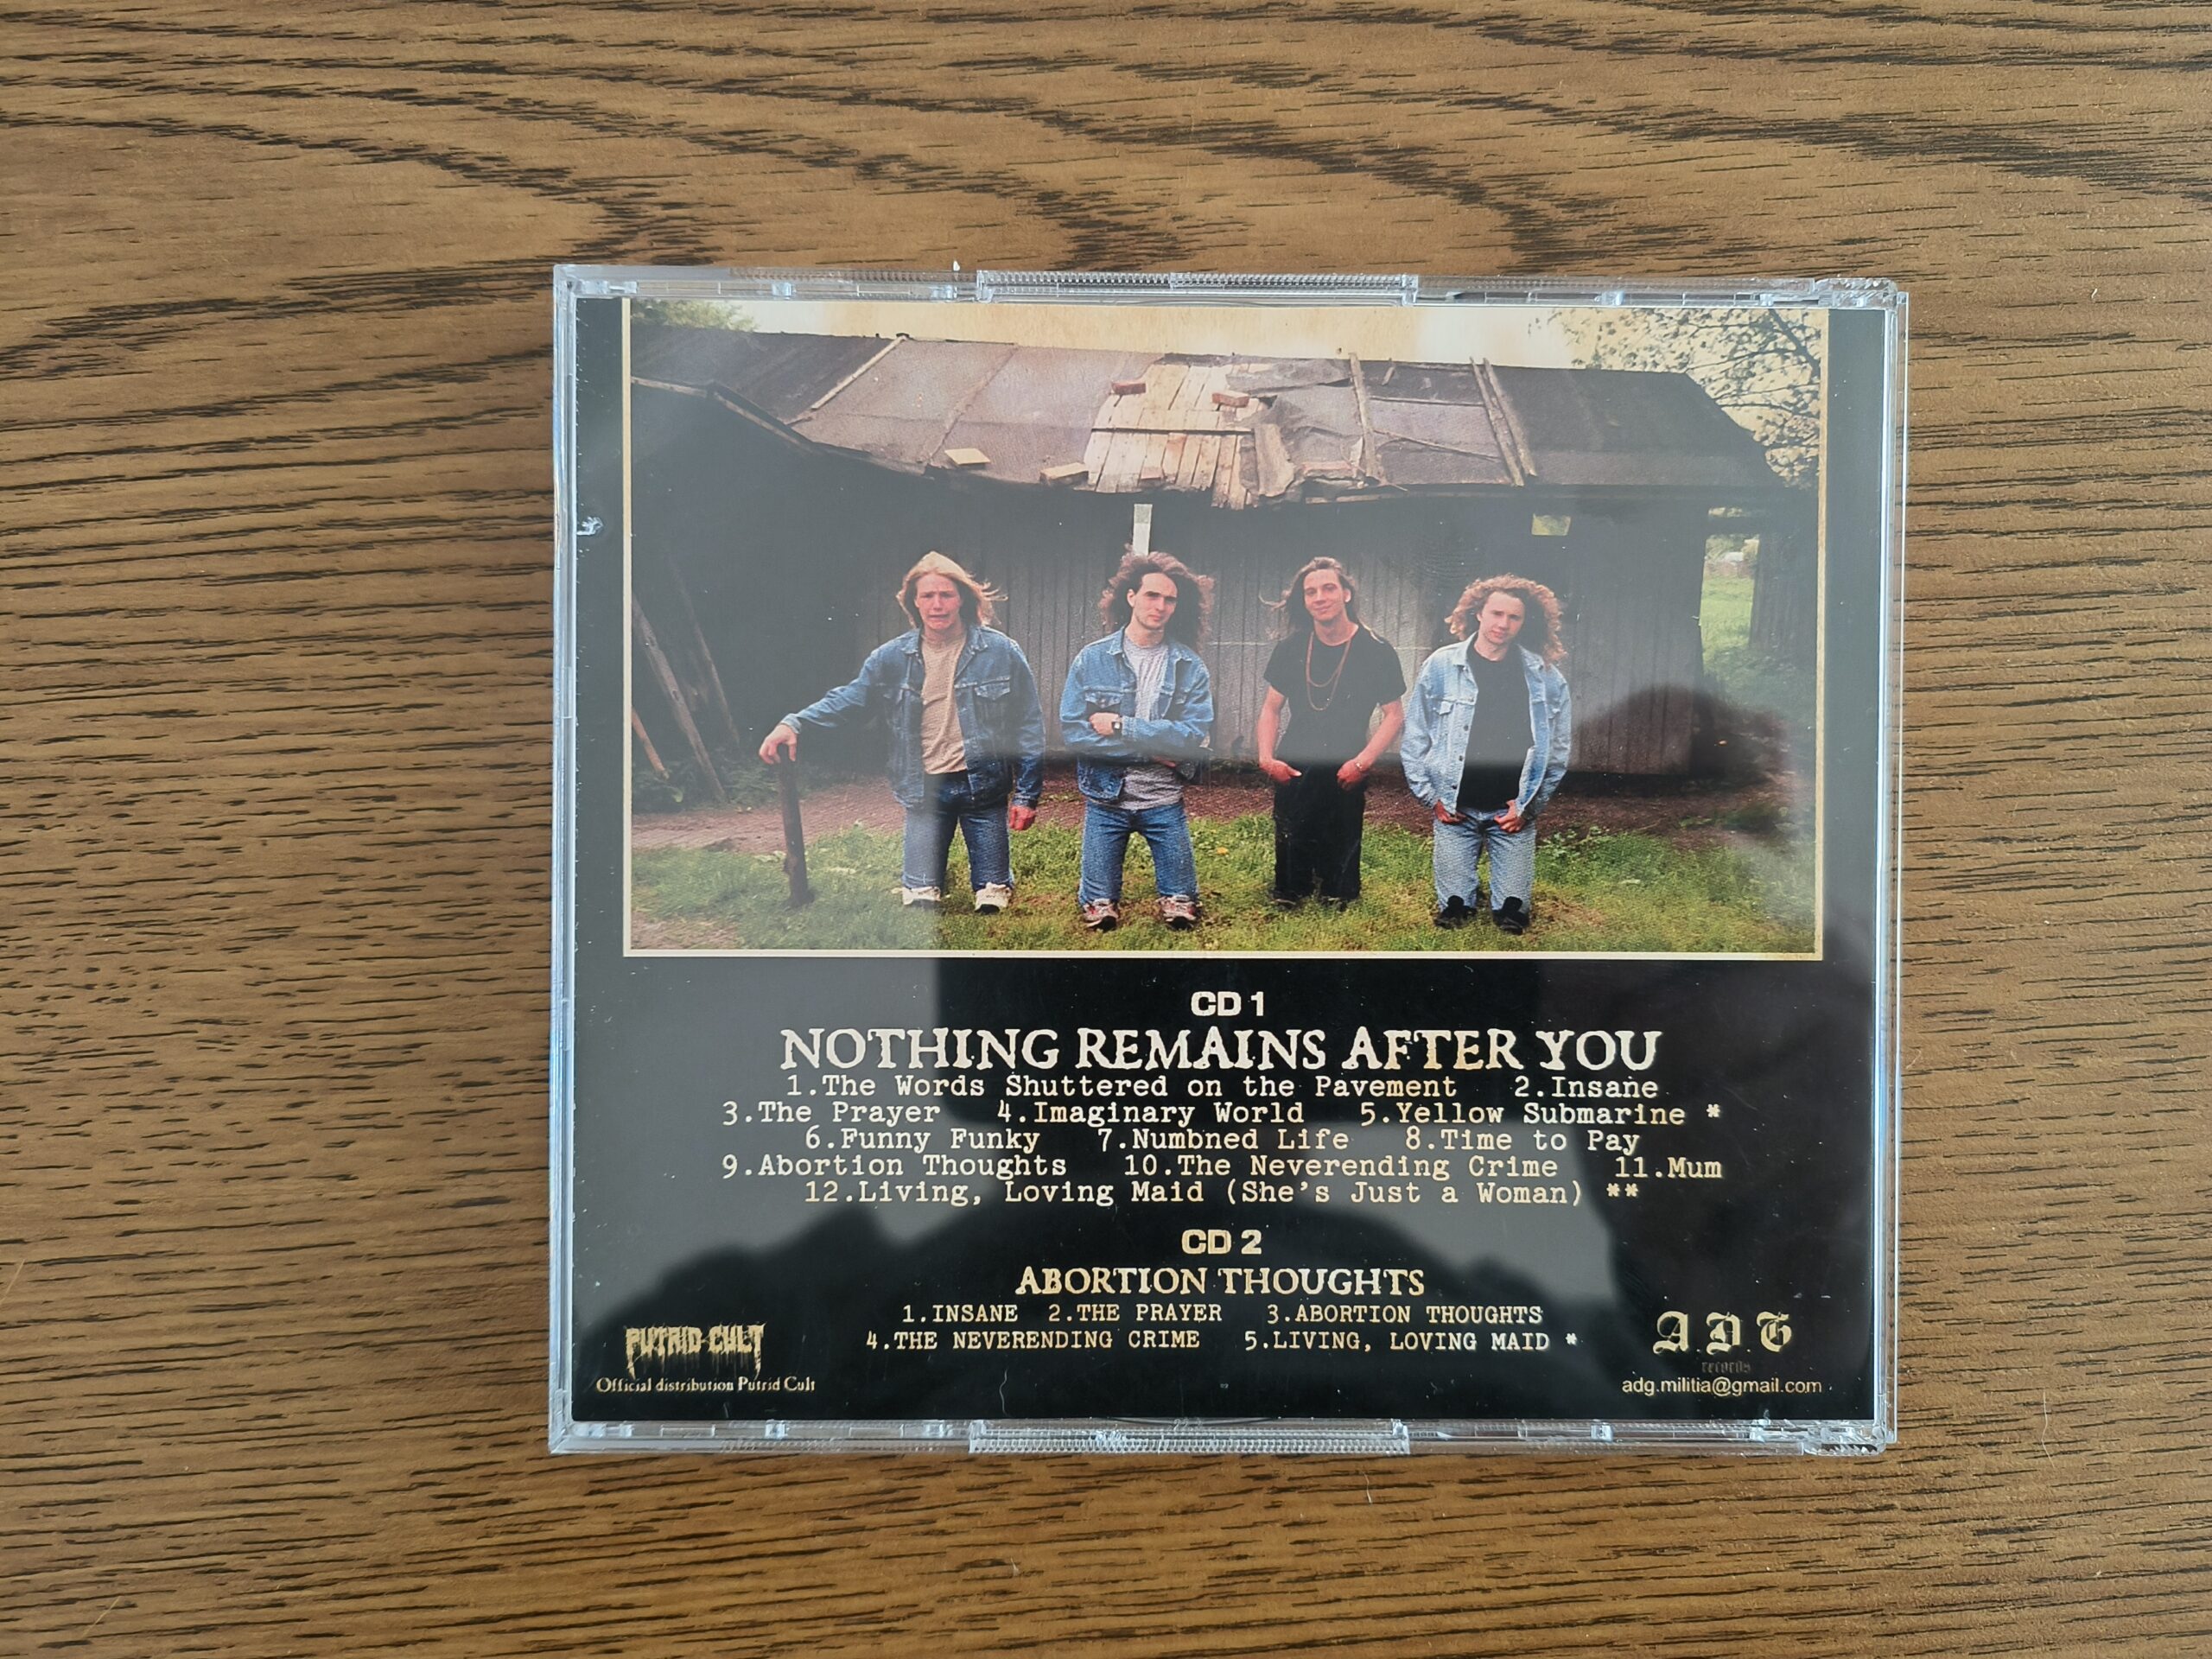 CD 1
NOTHING REMAINS AFTER YOU
1.The Words Shuttered on the Pavement 2.Insane
3.The Prayer 4.Imaginary World 5.Yellow Submarine *
6.Funny Funky 7.Numbned Life 8.Time to Pay
9.Abortion Thoughts 10.The Neverending Crime 11.Mum
12.Living, Loving Maid (She's Just a Woman) **
CD 2
ABORTION THOUGHTS
1.INSANE 2.THE PRAYER 3.ABORTION THOUGHTS
4.THE NEVERENDING CRIME 5.LIVING, LOVING MAID *
PUTRID CULT
Official distribution Putrid Cult
A.D.G
records
adg.militia@gmail.com